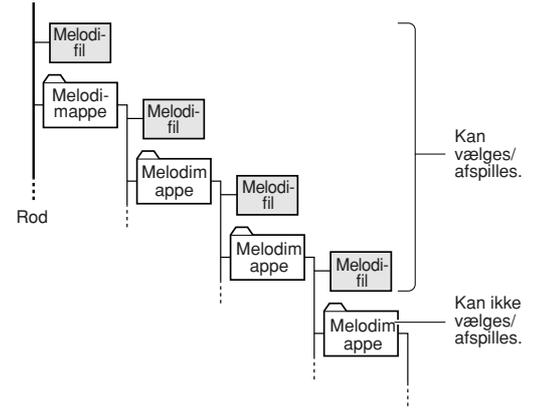 Melodi-
fil
Melodi-
mappe
Melodi-
fil
Melodim
appe
Rod
Melodi-
fil
Melodim
appe
Melodi-
fil
Melodim
appe
Kan
vælges/
afspilles.
Kan ikke
vælges/
afspilles.